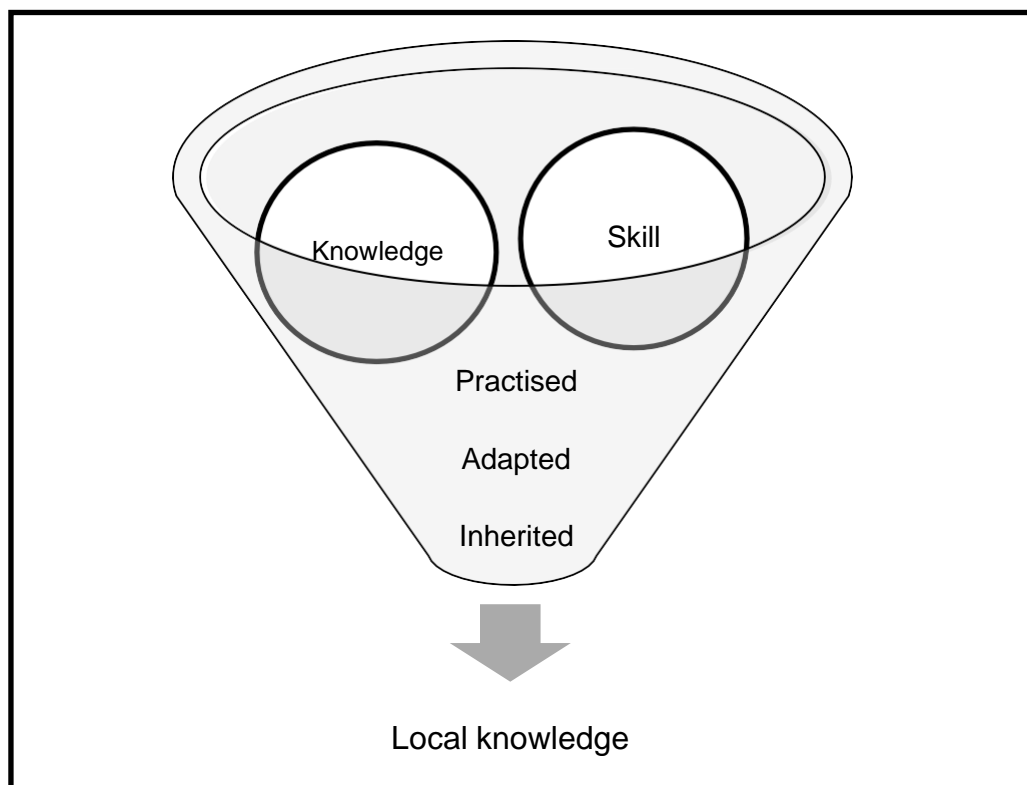 Skill
Knowledge
Practised
Adapted
Inherited
Local knowledge